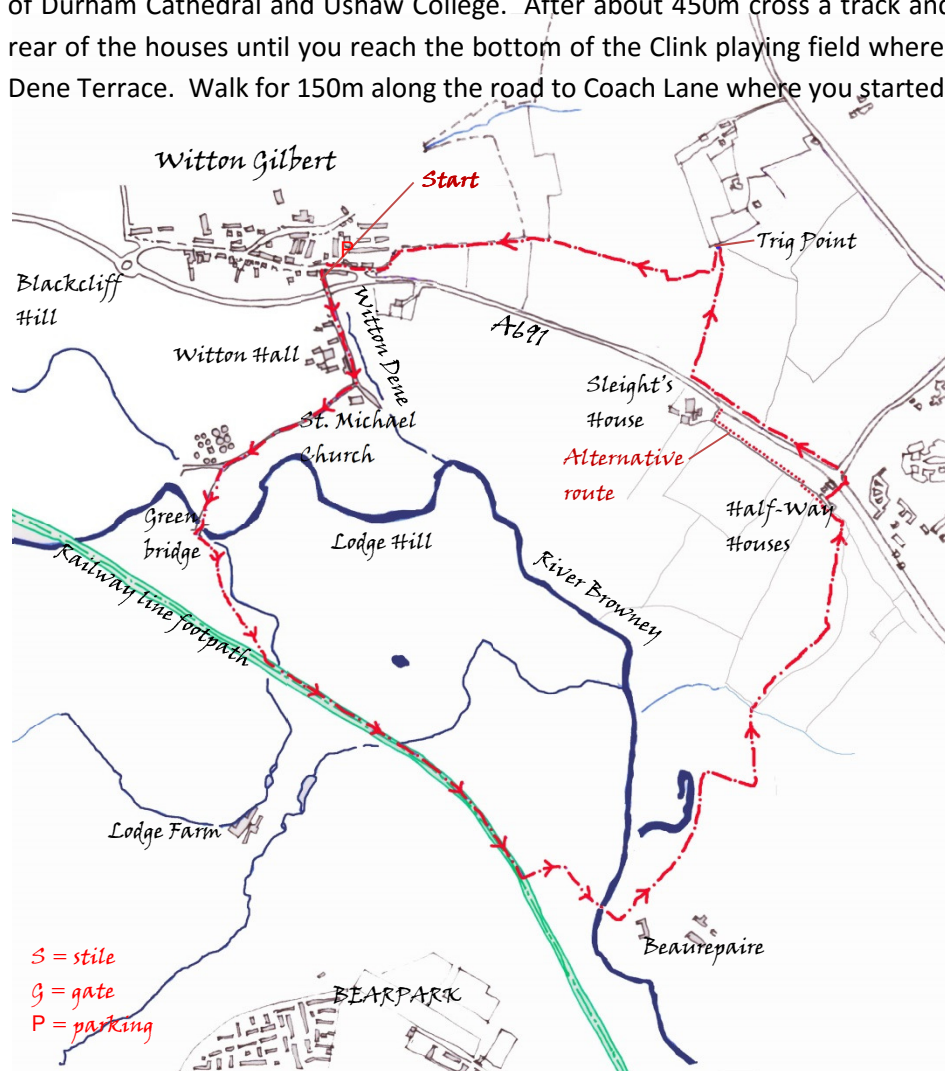 of Durham Cathedral and Ushaw College.  After about 450m cross a track and
rear of the houses until you reach the bottom of the Clink playing field where
Dene Terrace.  Walk for 150m along the road to Coach Lane where you started
Witton Gilbert
Start
P
Trig Point
Blackcliff
Hill
Witton Dene
A691
Witton Hall
Sleight's
House
St. Michael
Church
Alternative
route
Green
bridge
Lodge Hill
Half-Way
Houses
Railway line footpath
River Browney
Lodge Farm
Beaurepaire
S = stile
G = gate
P = parking
BEARPARK